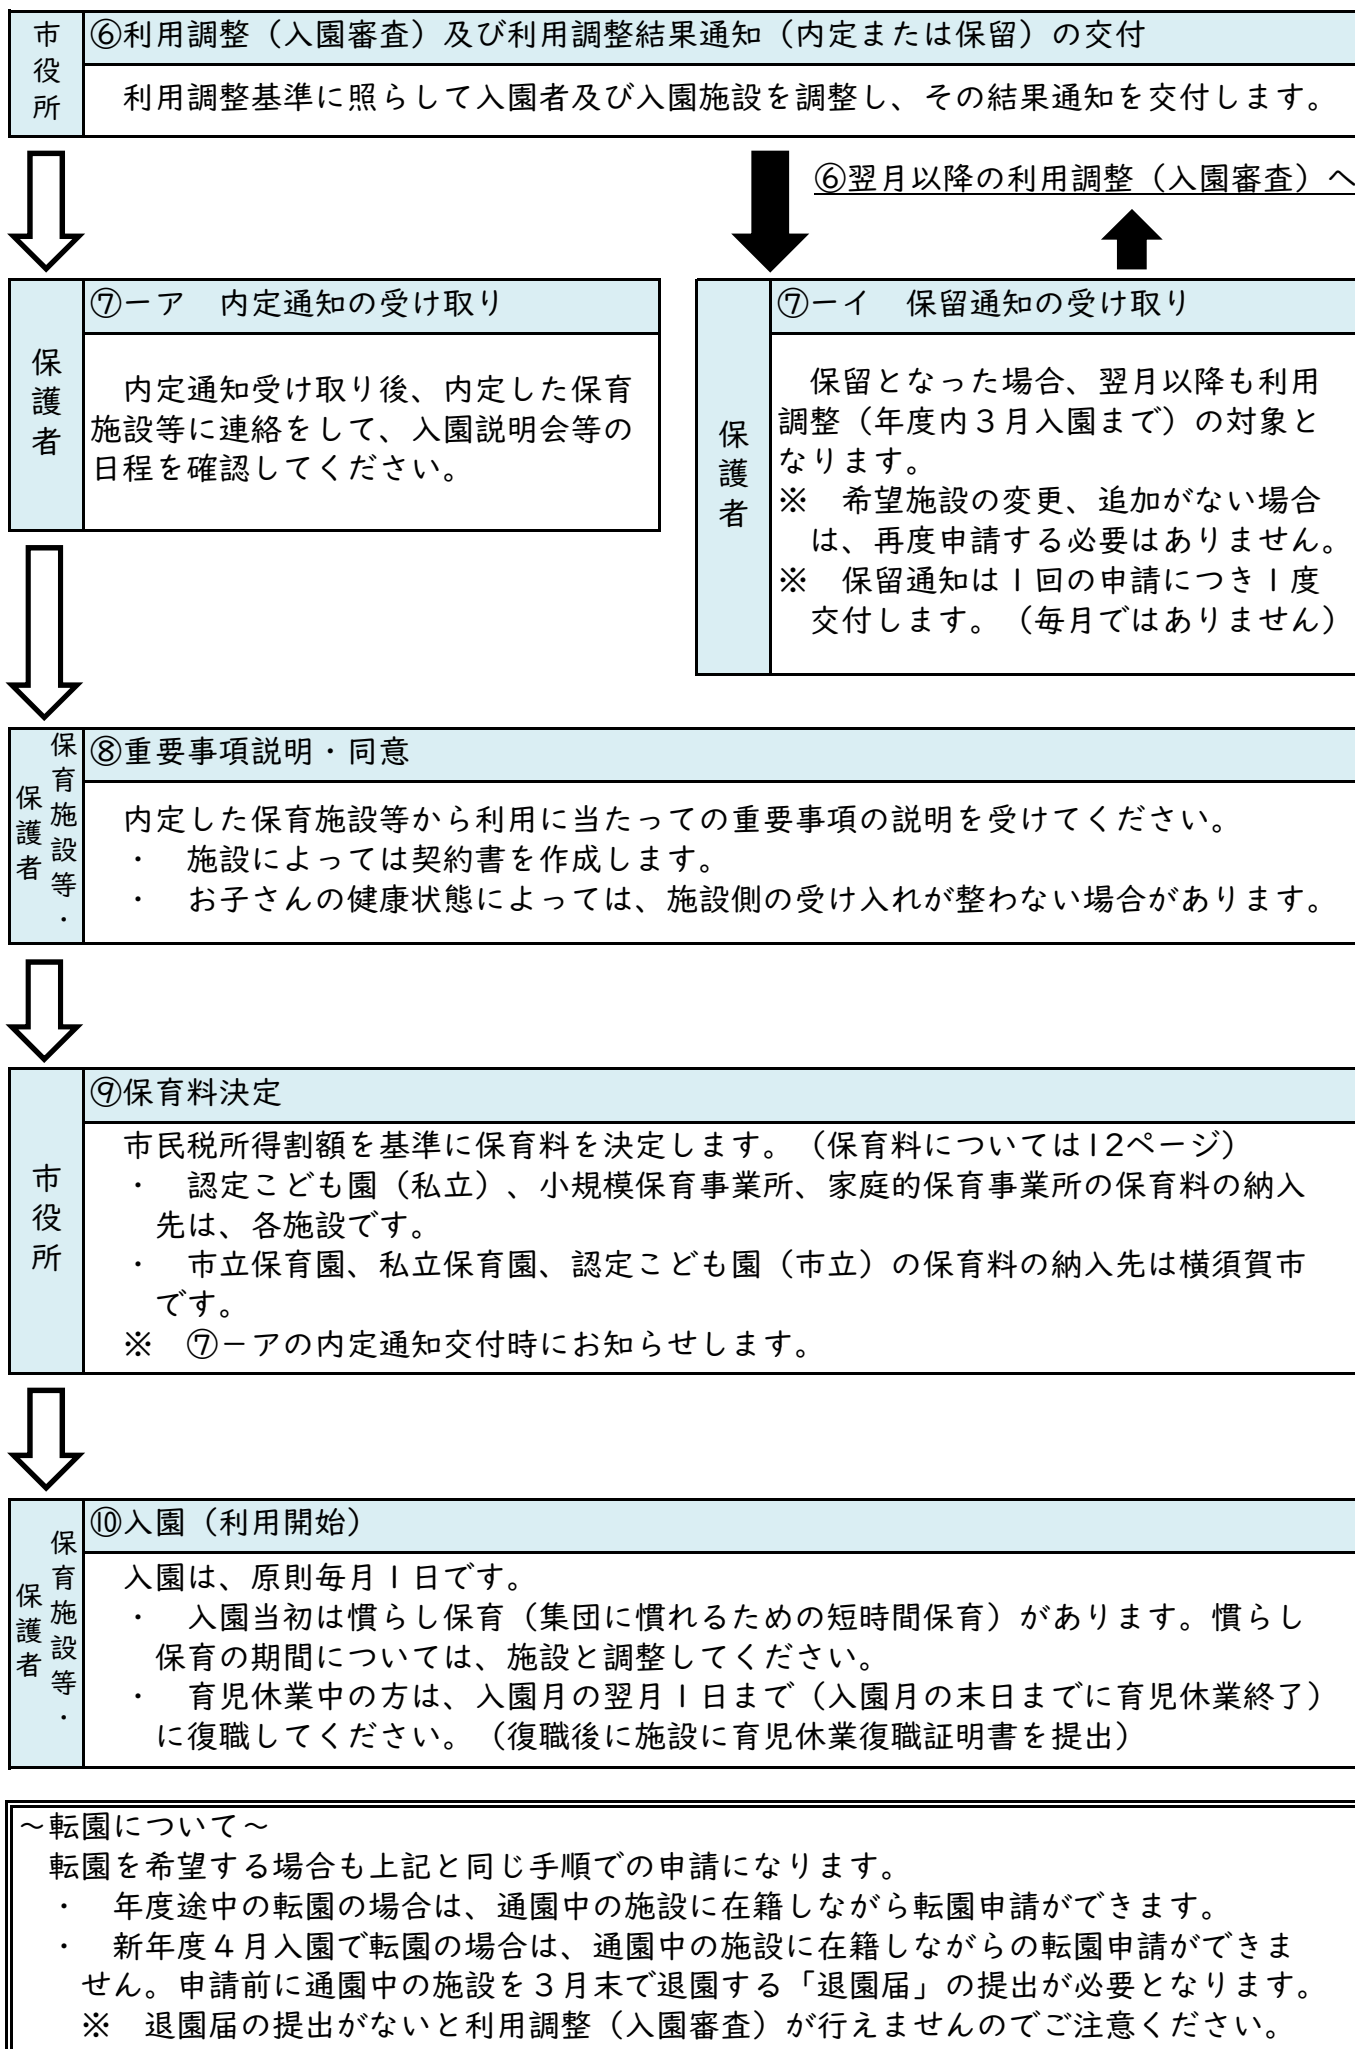 市役所
⑥利用調整（入園審査）及び利用調整結果通知（内定または保留）の交付
利用調整基準に照らして入園者及び入園施設を調整し、その結果通知を交付します。
⑥翌月以降の利用調整（入園審査）へ
保護者
⑦－ア　内定通知の受け取り
内定通知受け取り後、内定した保育
施設等に連絡をして、入園説明会等の
日程を確認してください。
保護者
⑦－イ　保留通知の受け取り
保留となった場合、翌月以降も利用
調整（年度内３月入園まで）の対象と
なります。
※　希望施設の変更、追加がない場合
は、再度申請する必要はありません。
※　保留通知は１回の申請につき１度
交付します。（毎月ではありません）
保育施設等・
保護者
⑧重要事項説明・同意
内定した保育施設等から利用に当たっての重要事項の説明を受けてください。
・　施設によっては契約書を作成します。
・　お子さんの健康状態によっては、施設側の受け入れが整わない場合があります。
市役所
⑨保育料決定
市民税所得割額を基準に保育料を決定します。（保育料については12ページ）
・　認定こども園（私立）、小規模保育事業所、家庭的保育事業所の保育料の納入
先は、各施設です。
・　市立保育園、私立保育園、認定こども園（市立）の保育料の納入先は横須賀市
です。
※　⑦－アの内定通知交付時にお知らせします。
保育施設等・
保護者
⑩入園（利用開始）
入園は、原則毎月１日です。
・　入園当初は慣らし保育（集団に慣れるための短時間保育）があります。慣らし
保育の期間については、施設と調整してください。
・　育児休業中の方は、入園月の翌月１日まで（入園月の末日までに育児休業終了）
に復職してください。（復職後に施設に育児休業復職証明書を提出）
～転園について～
転園を希望する場合も上記と同じ手順での申請になります。
・　年度途中の転園の場合は、通園中の施設に在籍しながら転園申請ができます。
・　新年度４月入園で転園の場合は、通園中の施設に在籍しながらの転園申請ができま
せん。申請前に通園中の施設を３月末で退園する「退園届」の提出が必要となります。
※　退園届の提出がないと利用調整（入園審査）が行えませんのでご注意ください。